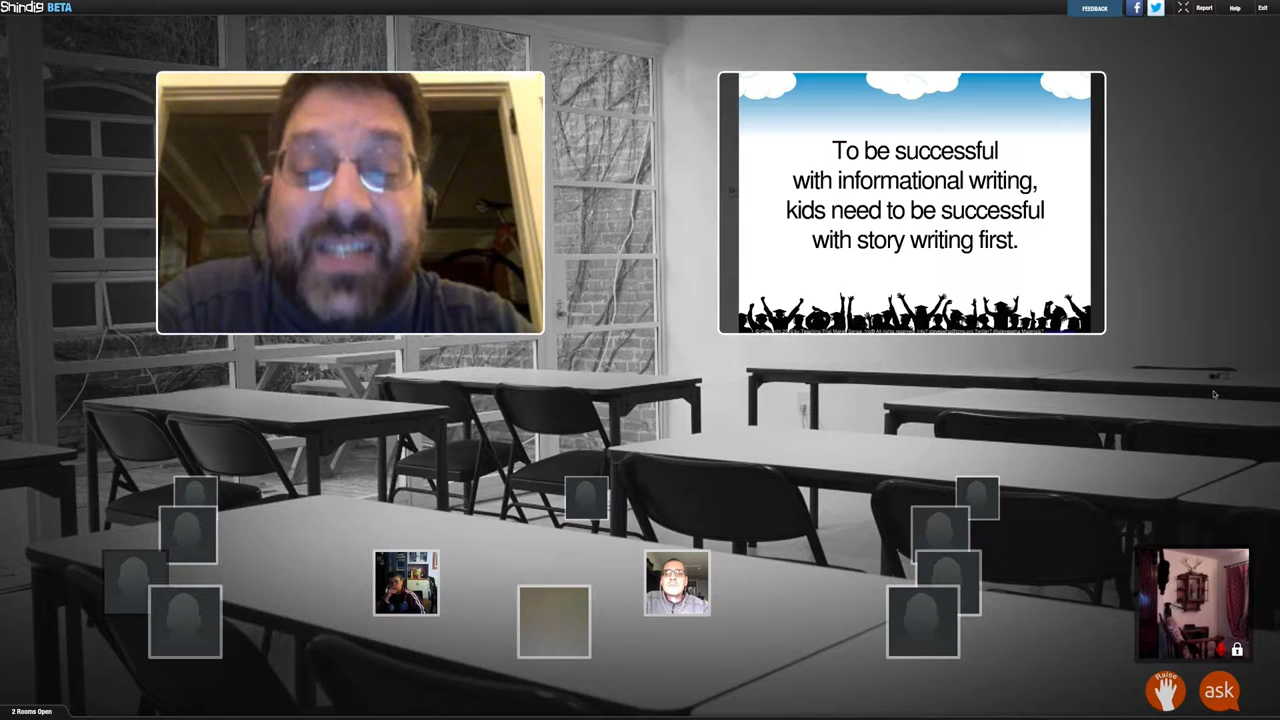 Shindig BETA
FEEDBACK
Report
Help
Exit
To be successful
with informational writing,
kids need to be successful
with story writing first.
Raise
ask
2 Rooms Open